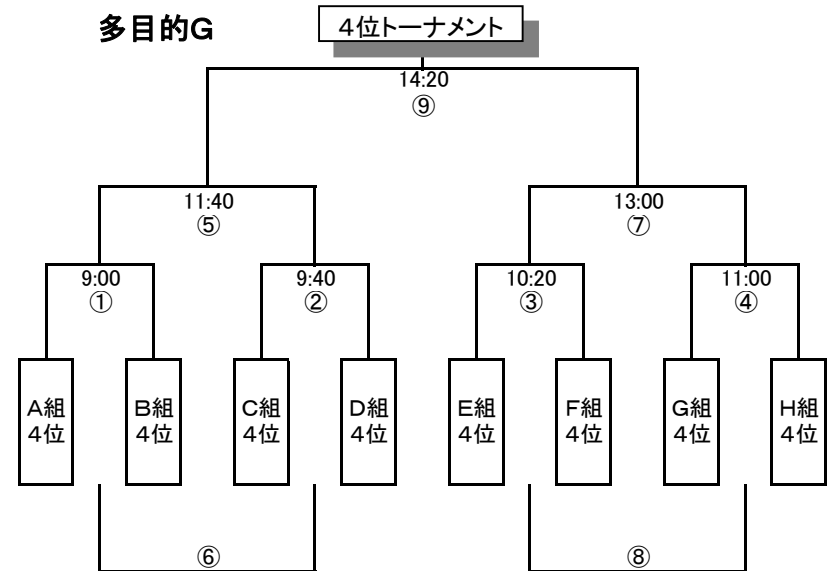 多目的G
４位トーナメント
14:20
⑨
11:40
⑤
13:00
⑦
9:00
①
9:40
②
10:20
③
11:00
④
A組
４位
B組
４位
C組
４位
D組
４位
E組
４位
F組
４位
G組
４位
H組
４位
⑥
⑧